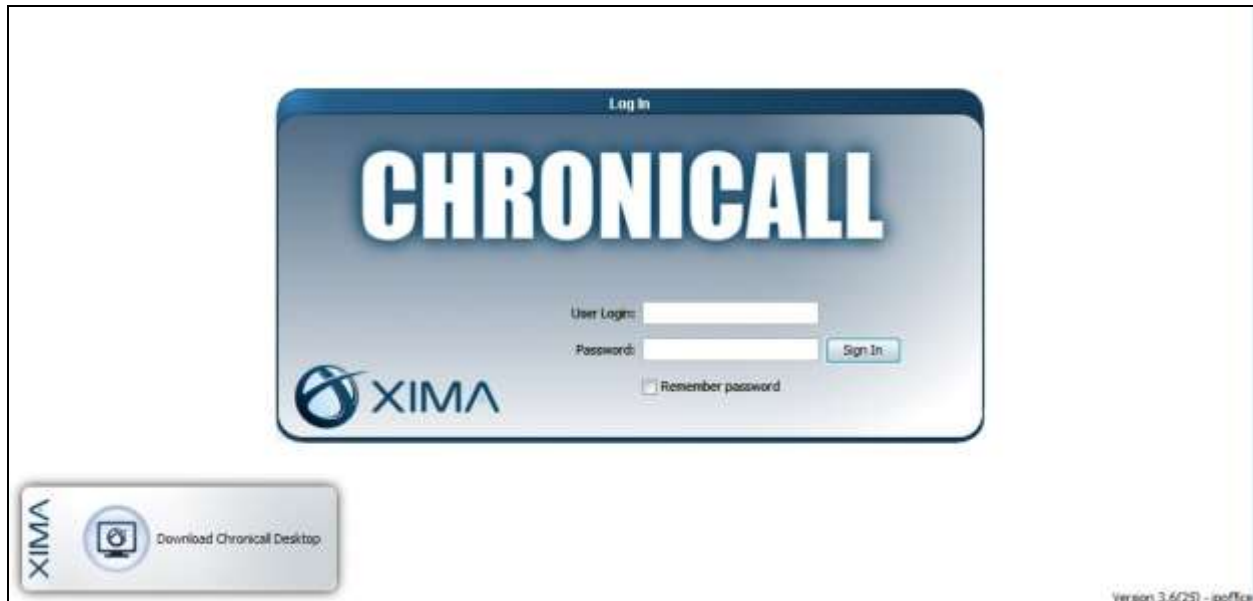 Log In
CHRONICALL
User Login:
Password:
Sign In
Remember password
XIMA
XIMA
Download Chronicall Desktop
Version 3.6(25) - ipoffice